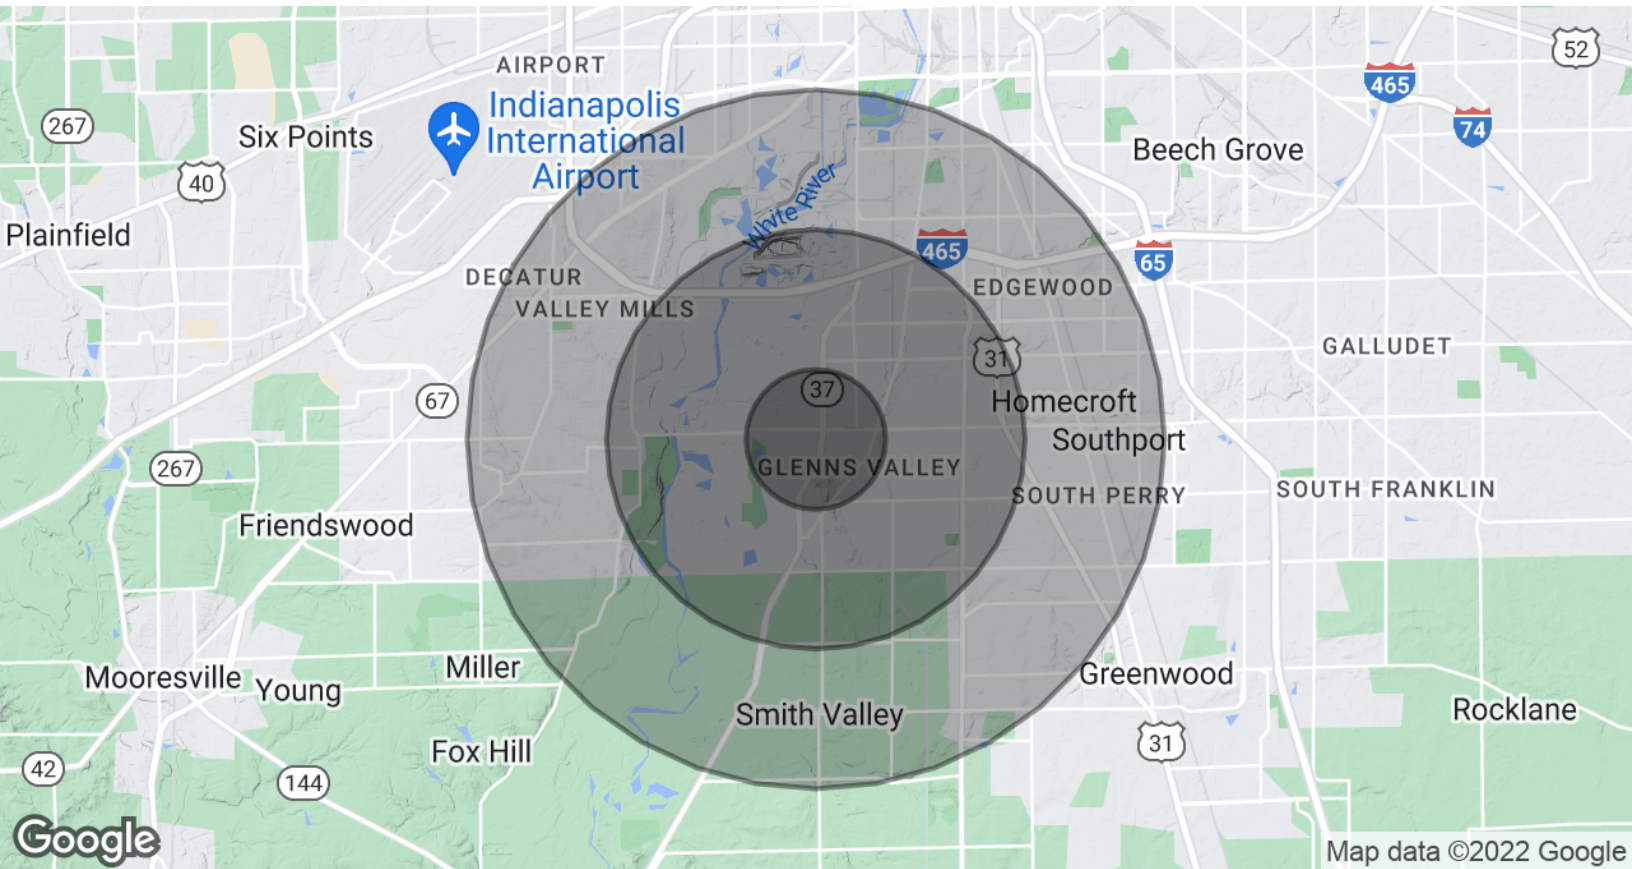 52
AIRPORT
465
Indianapolis
International
Airport
267
Six Points
74
Beech Grove
40
White River
Plainfield
465
65
DECATUR
EDGEWOOD
VALLEY MILLS
GALLUDET
31
37
67
Homecroft
Southport
267
GLENNS VALLEY
SOUTH PERRY
SOUTH FRANKLIN
Friendswood
Mooresville
Young
Miller
Greenwood
Smith Valley
Rocklane
31
Fox Hill
42
144
Google
Map data ©2022 Google